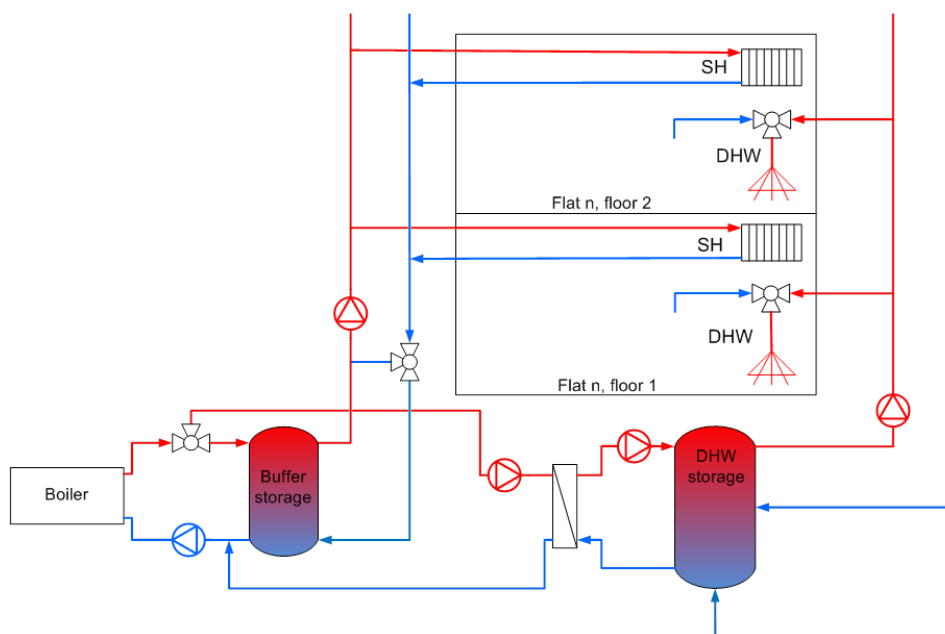 SH
DHW
Flat n, floor 2
SH
DHW
Flat n, floor 1
Boiler
Buffer
storage
DHW
storage